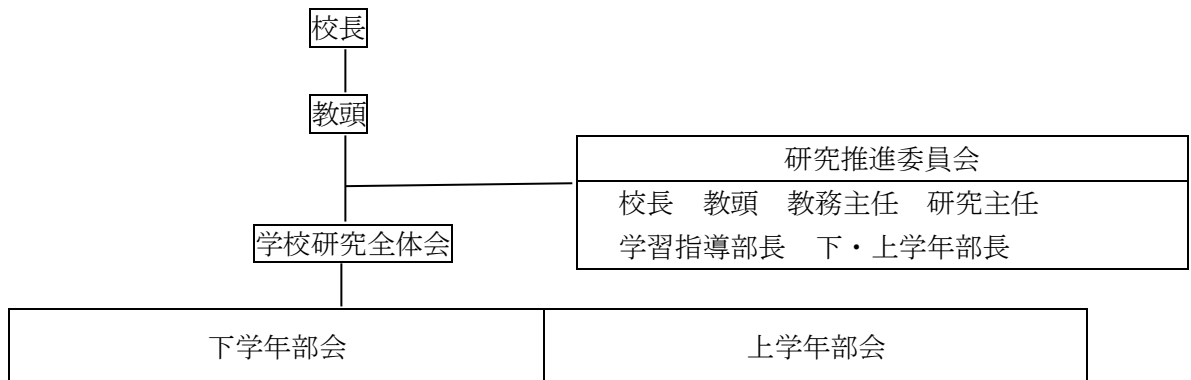 校長
教頭
研究推進委員会
校長　教頭　教務主任　研究主任
学習指導部長　下・上学年部長
学校研究全体会
下学年部会
上学年部会